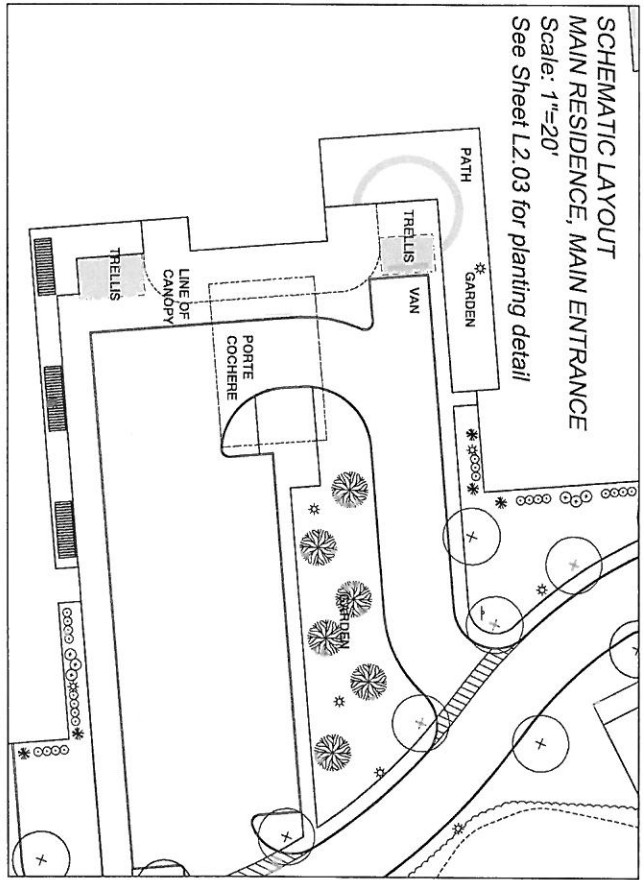 SCHEMATIC LAYOUT
MAIN RESIDENCE, MAIN ENTRANCE
Scale: 1"=20'
See Sheet L2.03 for planting detail
PATH
GARDEN
TRELLIS
VAN
LINE OF
CANOPY
TRELLIS
PORTE
COCHERE
GARDEN